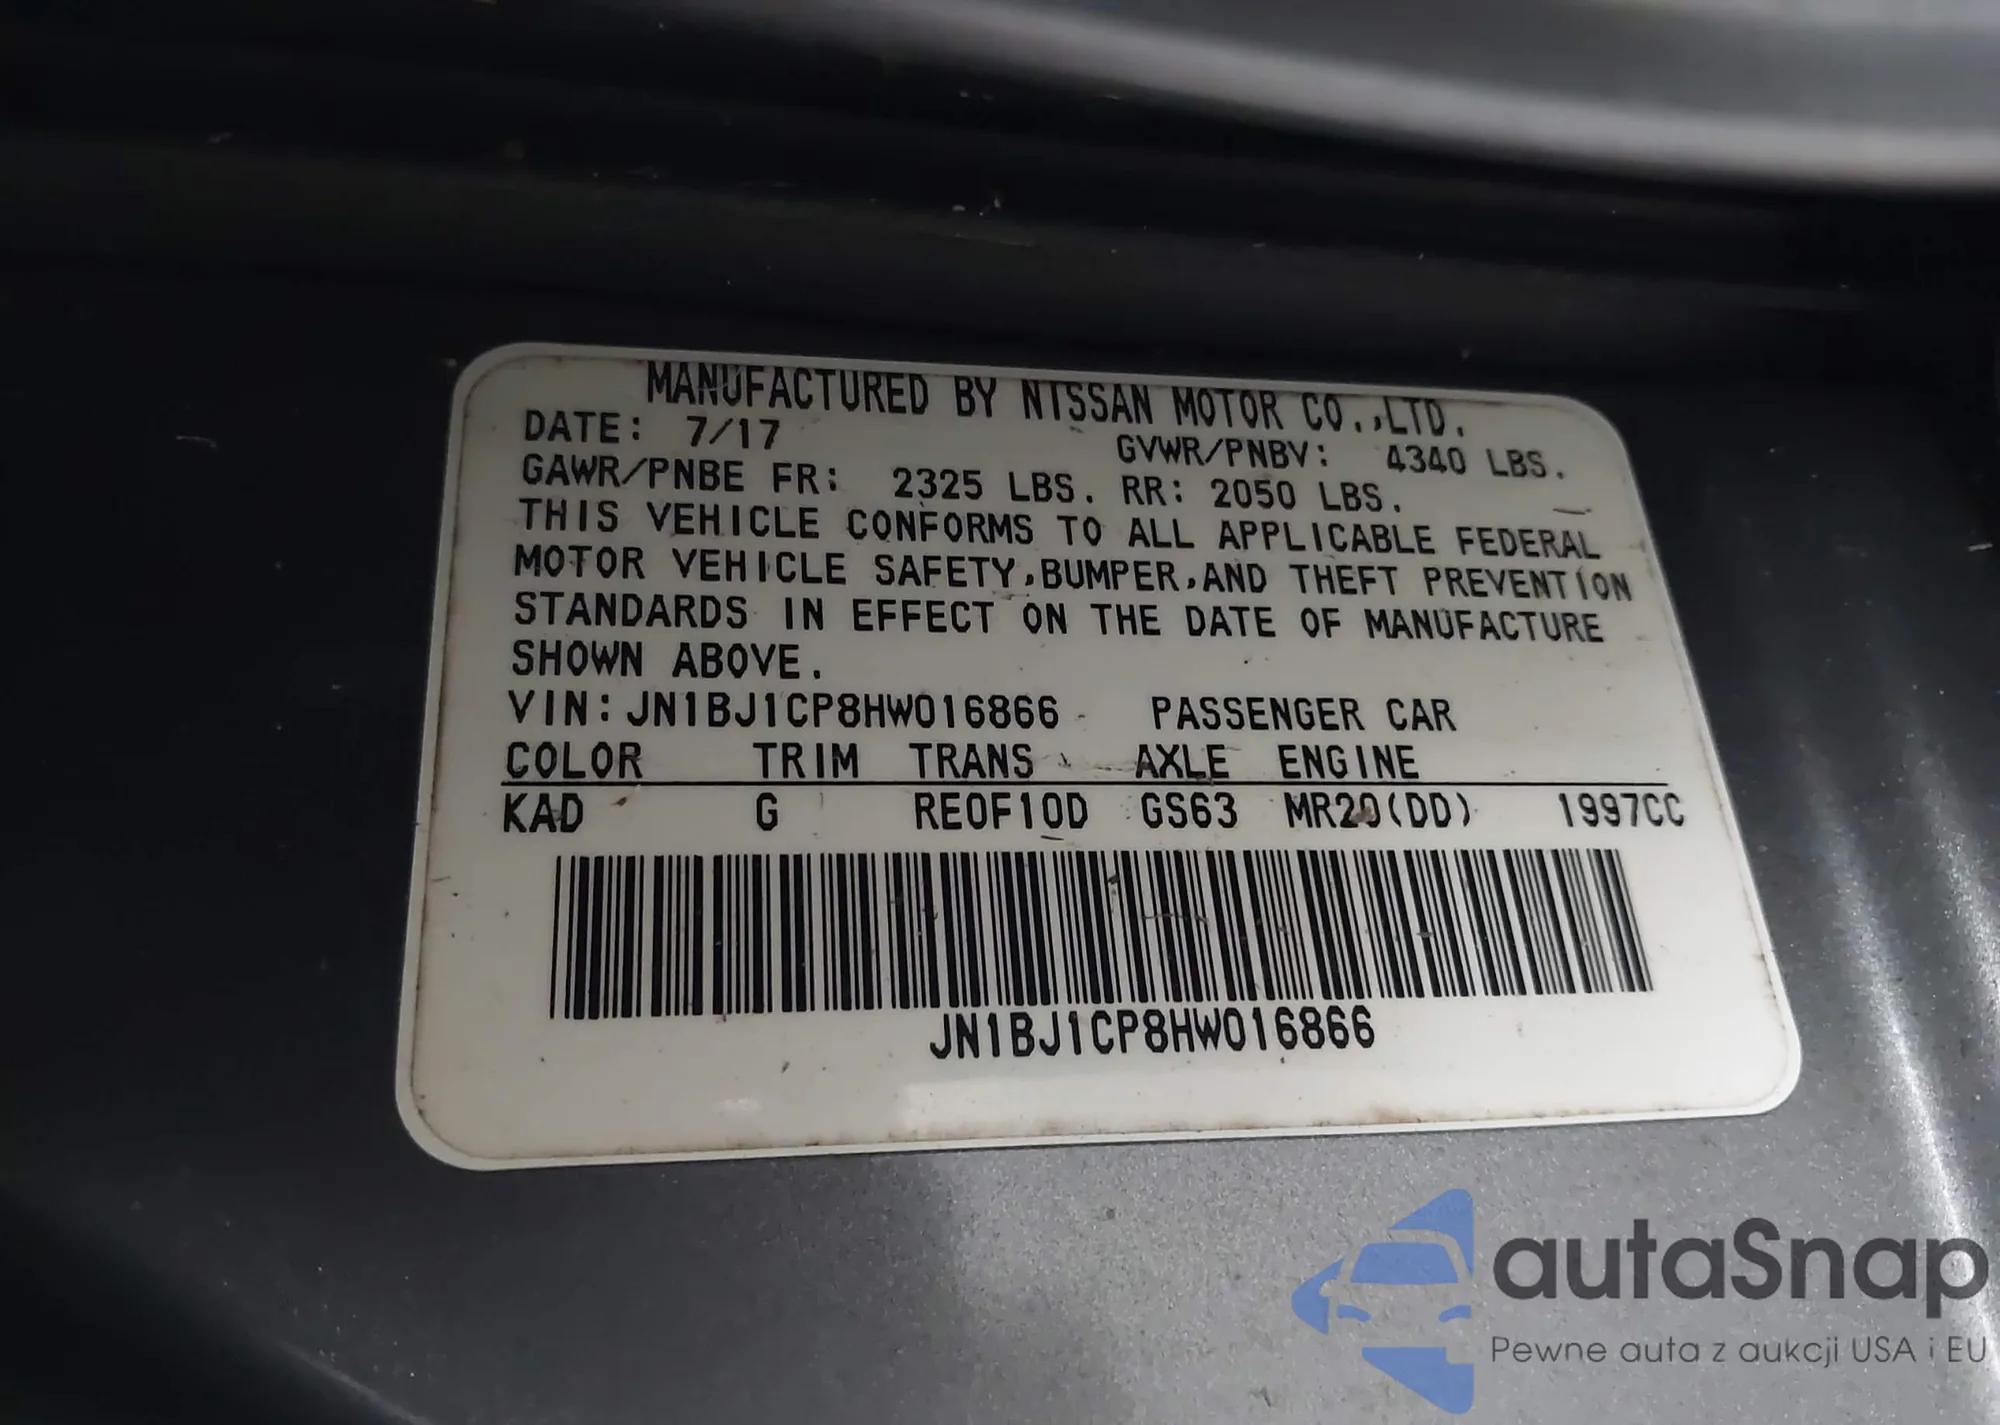 MANUFACTURED BY NISSAN MOTOR CO.,LTD.
DATE: 7/17 GVWR/PNBV: 4340 LBS.
GAWR/PNBE FR: 2325 LBS. RR: 2050 LBS.
THIS VEHICLE CONFORMS TO ALL APPLICABLE FEDERAL
MOTOR VEHICLE SAFETY,BUMPER,AND THEFT PREVENTION
STANDARDS IN EFFECT ON THE DATE OF MANUFACTURE
SHOWN ABOVE.
VIN:JN1BJ1CP8HW016866 PASSENGER CAR
COLOR TRIM TRANS AXLE ENGINE
KAD G RE0F10D GS63 MR20(DD) 1997CC
JN1BJ1CP8HW016866
autaSnap
Pewne auta z aukcji USA i EU